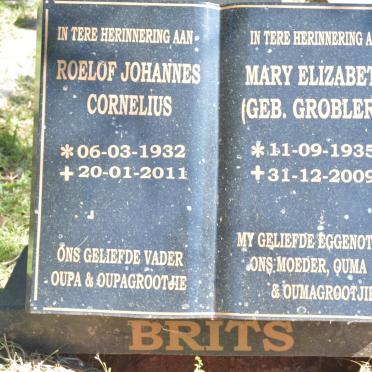 IN TERE HERINNERING AAN
ROELOF JOHANNES
CORNELIUS
* 06-03-1932
+ 20-01-2011
ONS GELIEFDE VADER
OUPA & OUPAGROOTJIE
IN TERE HERINNERING A
MARY ELIZABET
(GEB. GROBLER
* 11-09-1935
+ 31-12-2009
MY GELIEFDE EGGENOT
ONS MOEDER, OUMA
& OUMAGROOTJIE
BRITS